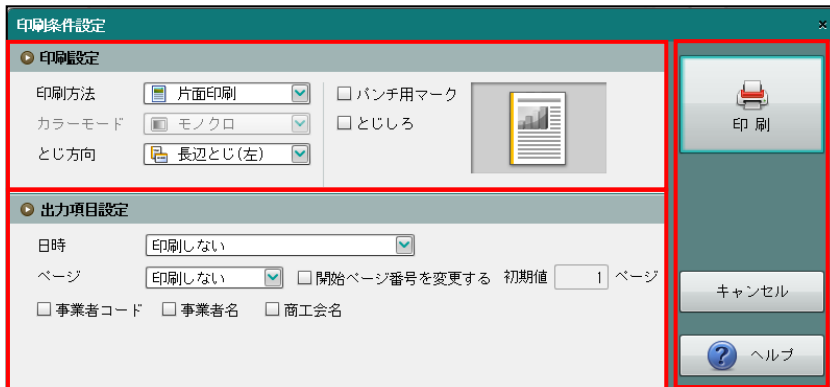 印刷条件設定
×
印刷設定
印刷方法 片面印刷 パンチ用マーク
カラーモード モノクロ とじしろ
とじ方向 長辺とじ(左)
印 刷
出力項目設定
日時 印刷しない
ページ 印刷しない 開始ページ番号を変更する 初期値 1 ページ
事業者コード 事業者名 商工会名
キャンセル
? ヘルプ